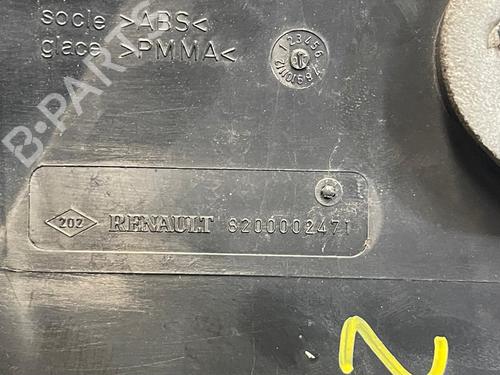 socle >ABS<
glace >PMMA<
B-PARTS
202 RENAULT 8200002471